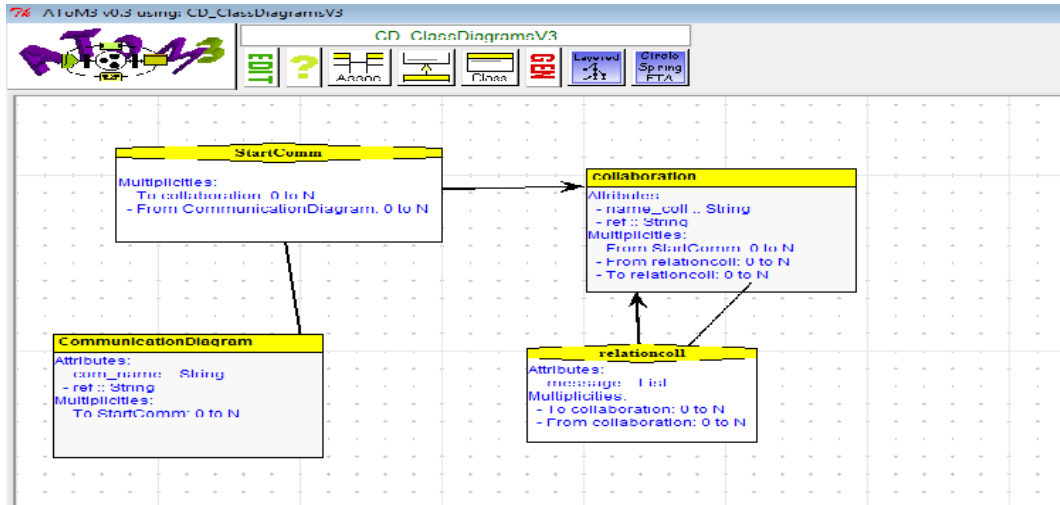 AToM3 v0.3 using: CD_ClassDiagramsV3
AToM3
CD_ClassDiagramsV3
EDIT
?
Assoc
Class
GEN
Layered
Circle
Spring
FTA
StartComm
Multiplicities:
- To collaboration: 0 to N
- From CommunicationDiagram: 0 to N
collaboration
Attributes:
- name_coll :: String
- ref :: String
Multiplicities:
- From StartComm: 0 to N
- From relationcoll: 0 to N
- To relationcoll: 0 to N
CommunicationDiagram
Attributes:
- com_name :: String
- ref :: String
Multiplicities:
- To StartComm: 0 to N
relationcoll
Attributes:
- message :: List
Multiplicities:
- To collaboration: 0 to N
- From collaboration: 0 to N